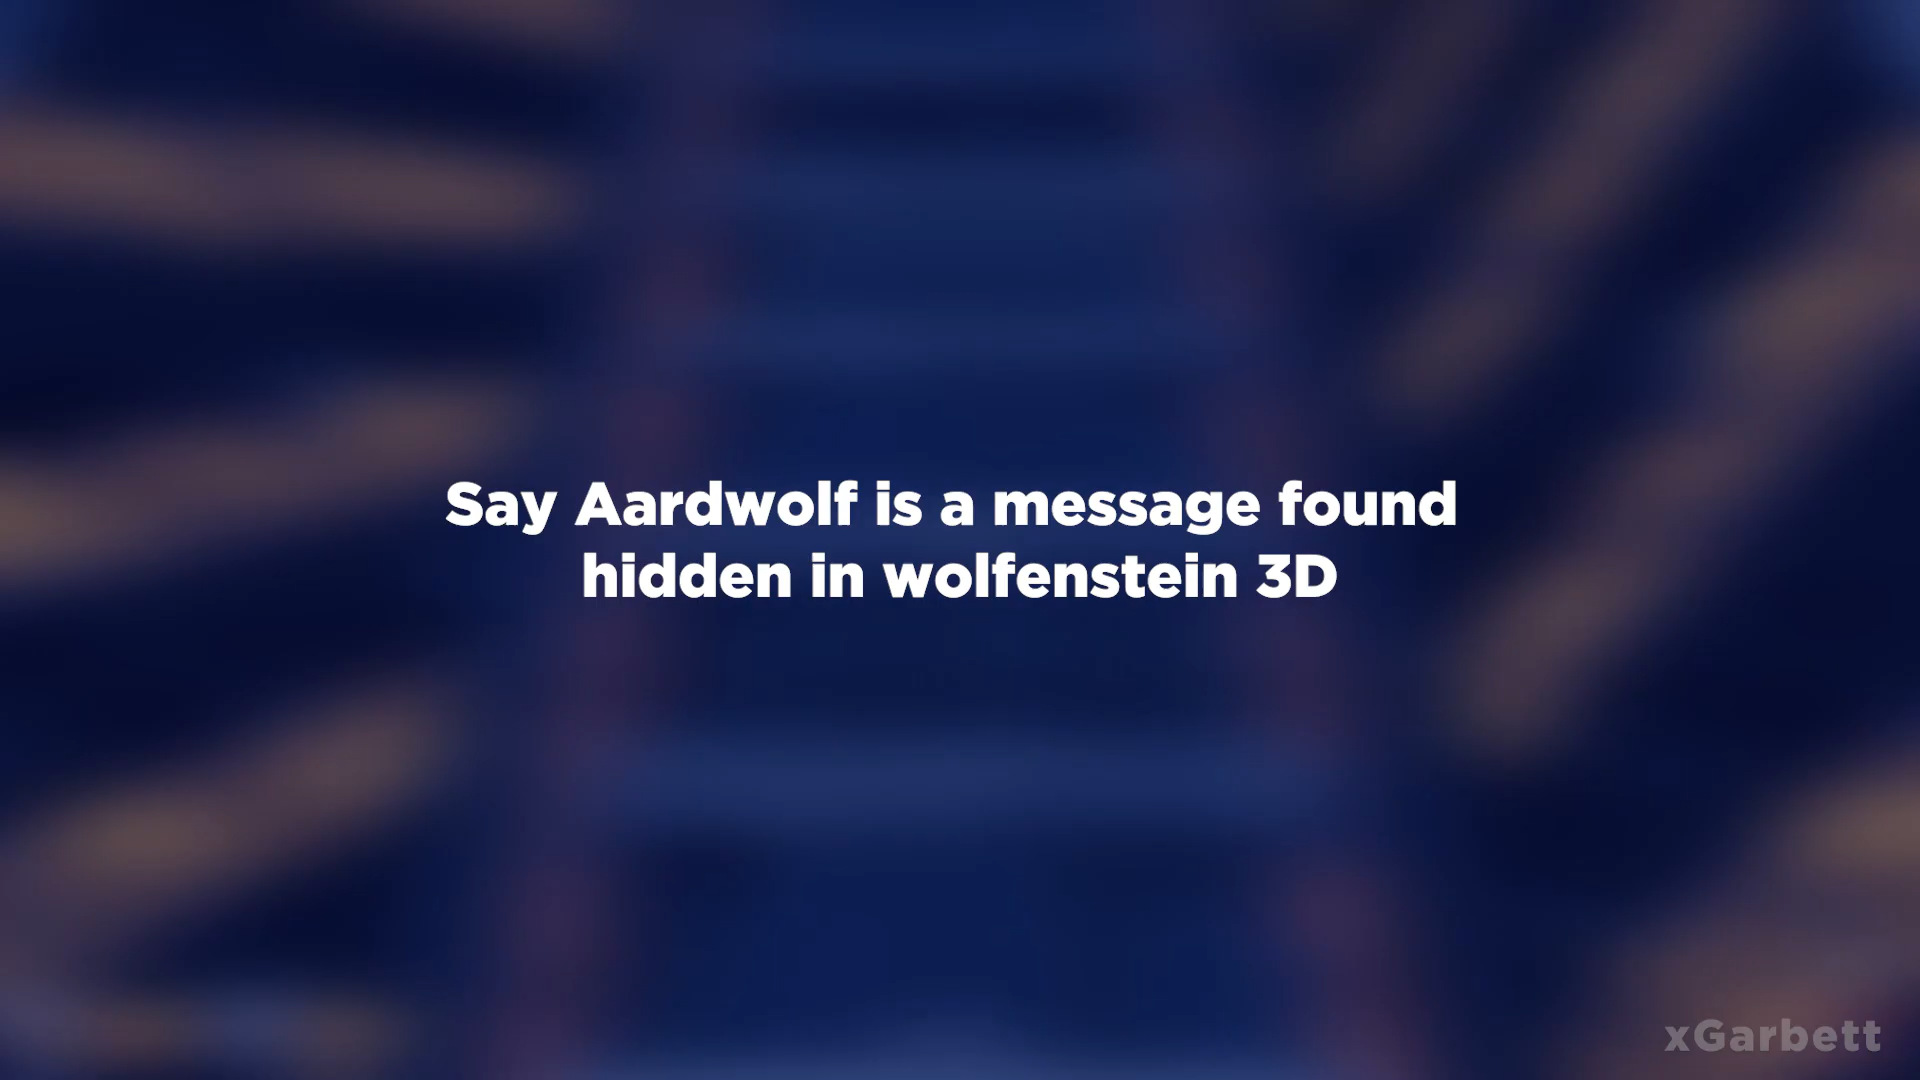 Say Aardwolf is a message found
hidden in wolfenstein 3D
xGarbett